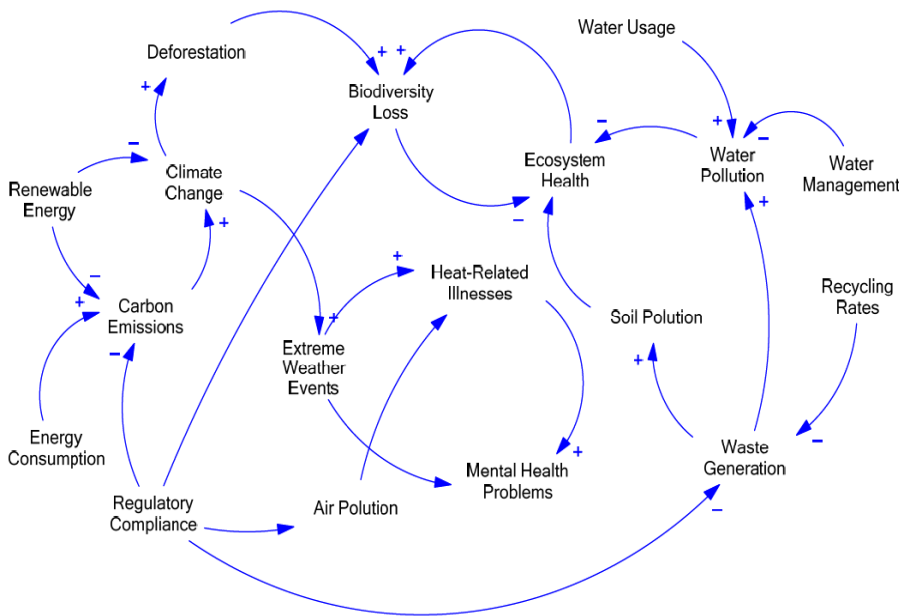 Deforestation
Water Usage
Biodiversity
Loss
Ecosystem
Health
Water
Pollution
Water
Management
Renewable
Energy
Climate
Change
Heat-Related
Illnesses
Recycling
Rates
Carbon
Emissions
Soil Polution
Extreme
Weather
Events
Energy
Consumption
Waste
Generation
Mental Health
Problems
Regulatory
Compliance
Air Polution
+
+
+
−
+
−
−
+
−
−
+
+
−
+
+
+
−
+
+
−
+
−